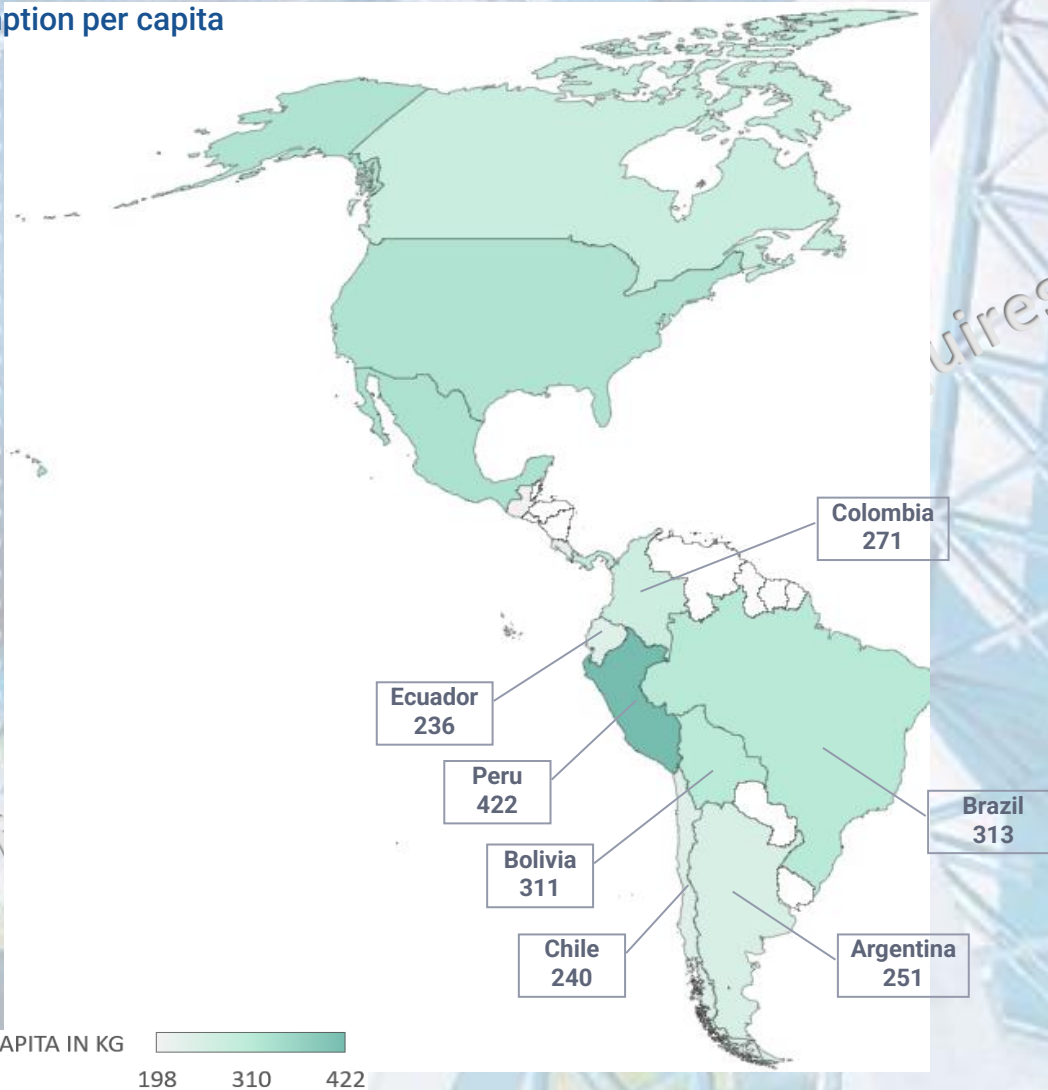 ption per capita
uires
Colombia
271
Ecuador
236
Peru
422
Brazil
313
Bolivia
311
Chile
240
Argentina
251
APITA IN KG
198 310 422